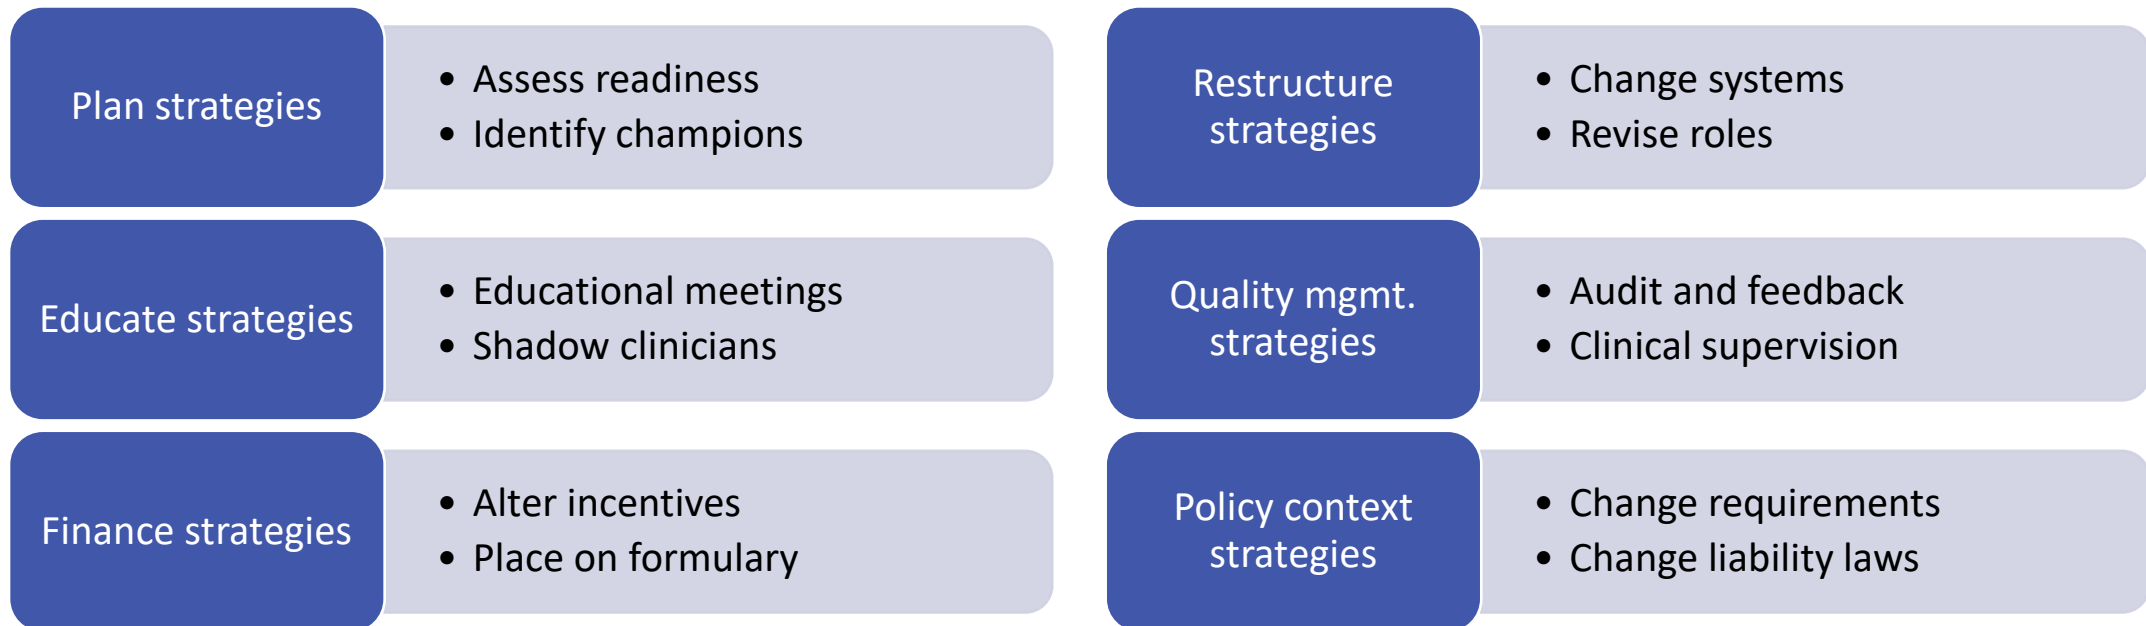 Plan strategies
• Assess readiness
• Identify champions
Educate strategies
• Educational meetings
• Shadow clinicians
Finance strategies
• Alter incentives
• Place on formulary
Restructure
strategies
• Change systems
• Revise roles
Quality mgmt.
strategies
• Audit and feedback
• Clinical supervision
Policy context
strategies
• Change requirements
• Change liability laws